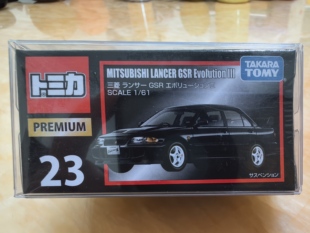 トミカ
PREMIUM
23
MITSUBISHI LANCER GSR Evolution III
三菱 ランサー GSR エボリューションIII
SCALE 1/61
TAKARA
TOMY
サスペンション